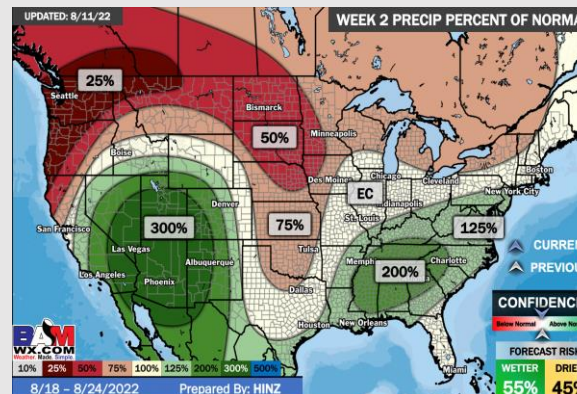 UPDATED: 8/11/22
WEEK 2 PRECIP PERCENT OF NORMA
25%
Seattle
Bismarck
50%
Minneapolis
Boise
Des Moine
Chicago
Cleveland
Boston
New York City
EC
Indianapolis
Denver
St. Louis
San Francisco
300%
75%
125%
Las Vegas
Tulsa
Albuquerque
Memph
Charlotte
CURRE
Los Angeles
200%
PREVIOU
Phoenix
Dallas
Houston
New Orleans
CONFIDENC
Below Normal
Above No
BAM
WX.COM
Weather. Made. Simple.
FORECAST RISK
Miami
WETTER
DRIE
10% 25% 50% 75% 100% 125% 200% 300% 500%
55%
45%
8/18 – 8/24/2022
Prepared By: HINZ